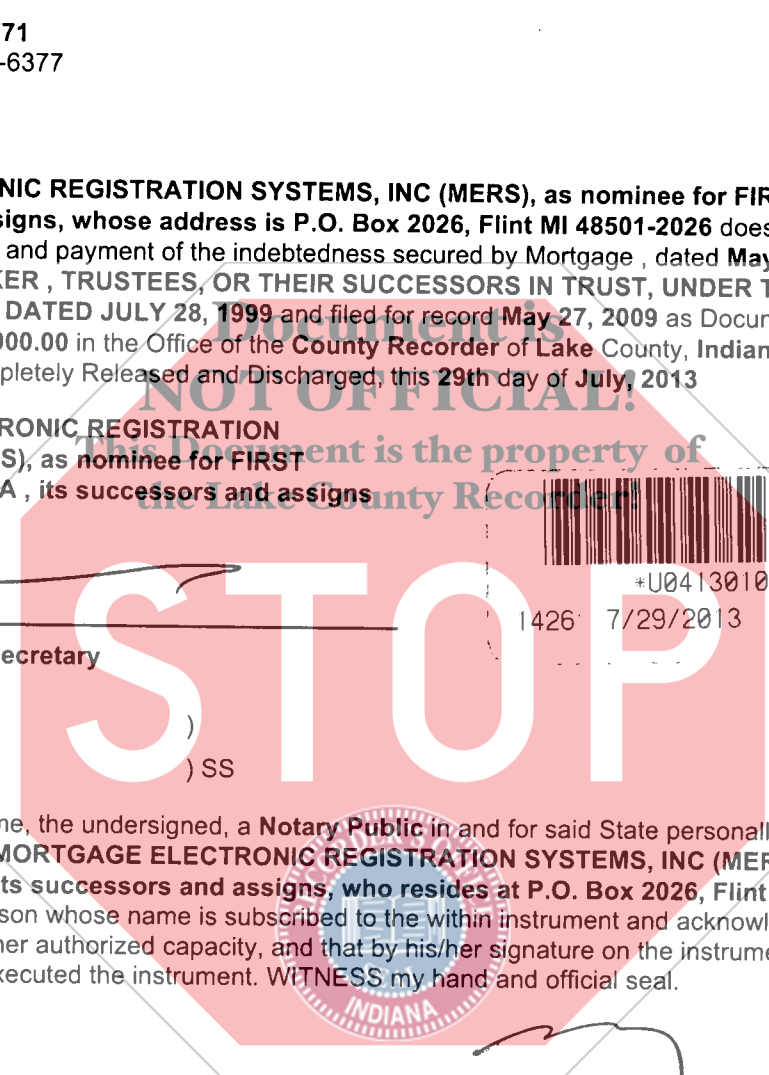 71
-6377
NIC REGISTRATION SYSTEMS, INC (MERS), as nominee for FIR
signs, whose address is P.O. Box 2026, Flint MI 48501-2026 does
and payment of the indebtedness secured by Mortgage , dated May
KER , TRUSTEES, OR THEIR SUCCESSORS IN TRUST, UNDER T
DATED JULY 28, 1999 and filed for record May 27, 2009 as Docum
000.00 in the Office of the County Recorder of Lake County, Indian
pletely Released and Discharged, this 29th day of July, 2013
Document is
NOT OFFICIAL!
This Document is the property of
the Lake County Recorder!
RONIC REGISTRATION
S), as nominee for FIRST
A , its successors and assigns
*U0413010
1426 7/29/2013
STOP
ecretary
)
) SS
ne, the undersigned, a Notary Public in and for said State personall
MORTGAGE ELECTRONIC REGISTRATION SYSTEMS, INC (MER
ts successors and assigns, who resides at P.O. Box 2026, Flint
son whose name is subscribed to the within instrument and acknowl
her authorized capacity, and that by his/her signature on the instrume
xecuted the instrument. WITNESS my hand and official seal.
INDIANA